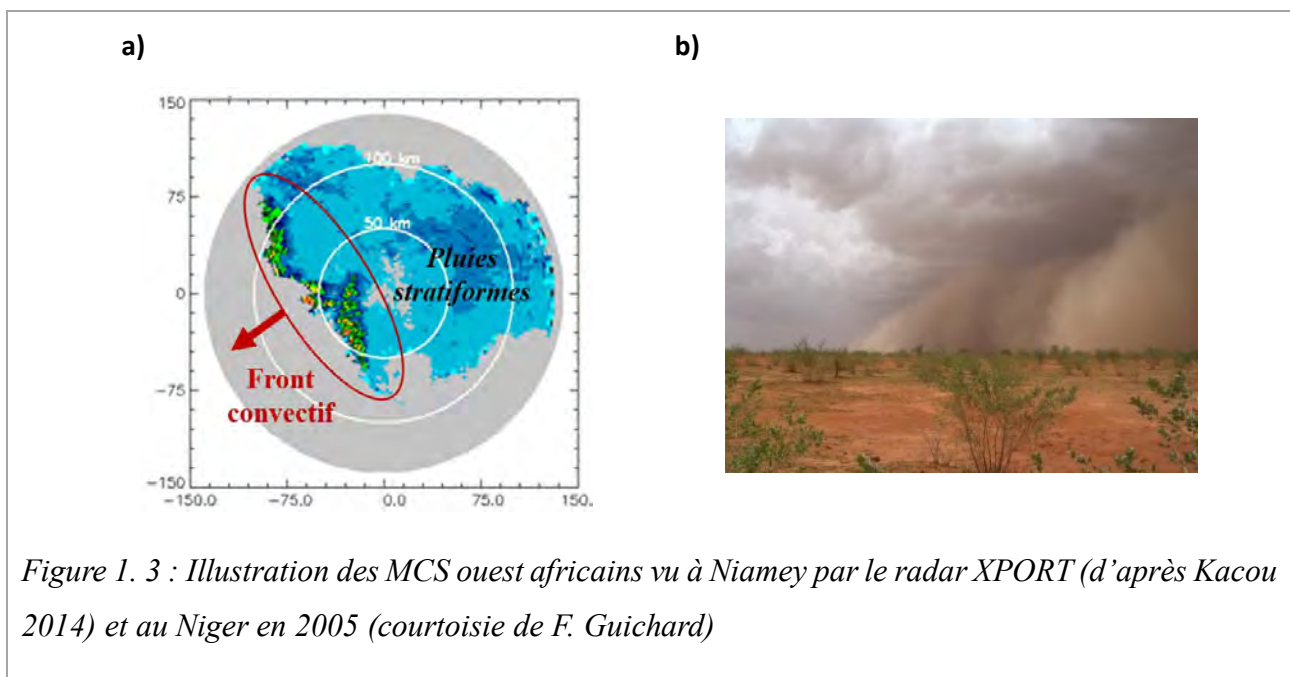 a)
b)
150
75
0
−75
−150
−150.0
−75.0
0.0
75.0
150.
100 km
50 km
Pluies
stratiformes
Front
convectif
Figure 1. 3 : Illustration des MCS ouest africains vu à Niamey par le radar XPORT (d’après Kacou
2014) et au Niger en 2005 (courtoisie de F. Guichard)